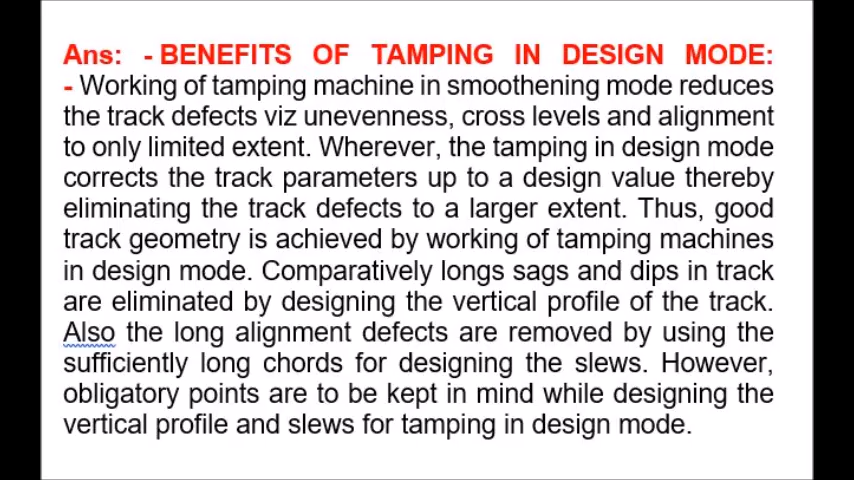 Ans: - BENEFITS OF TAMPING IN DESIGN MODE:
- Working of tamping machine in smoothening mode reduces
the track defects viz unevenness, cross levels and alignment
to only limited extent. Wherever, the tamping in design mode
corrects the track parameters up to a design value thereby
eliminating the track defects to a larger extent. Thus, good
track geometry is achieved by working of tamping machines
in design mode. Comparatively longs sags and dips in track
are eliminated by designing the vertical profile of the track.
Also the long alignment defects are removed by using the
sufficiently long chords for designing the slews. However,
obligatory points are to be kept in mind while designing the
vertical profile and slews for tamping in design mode.